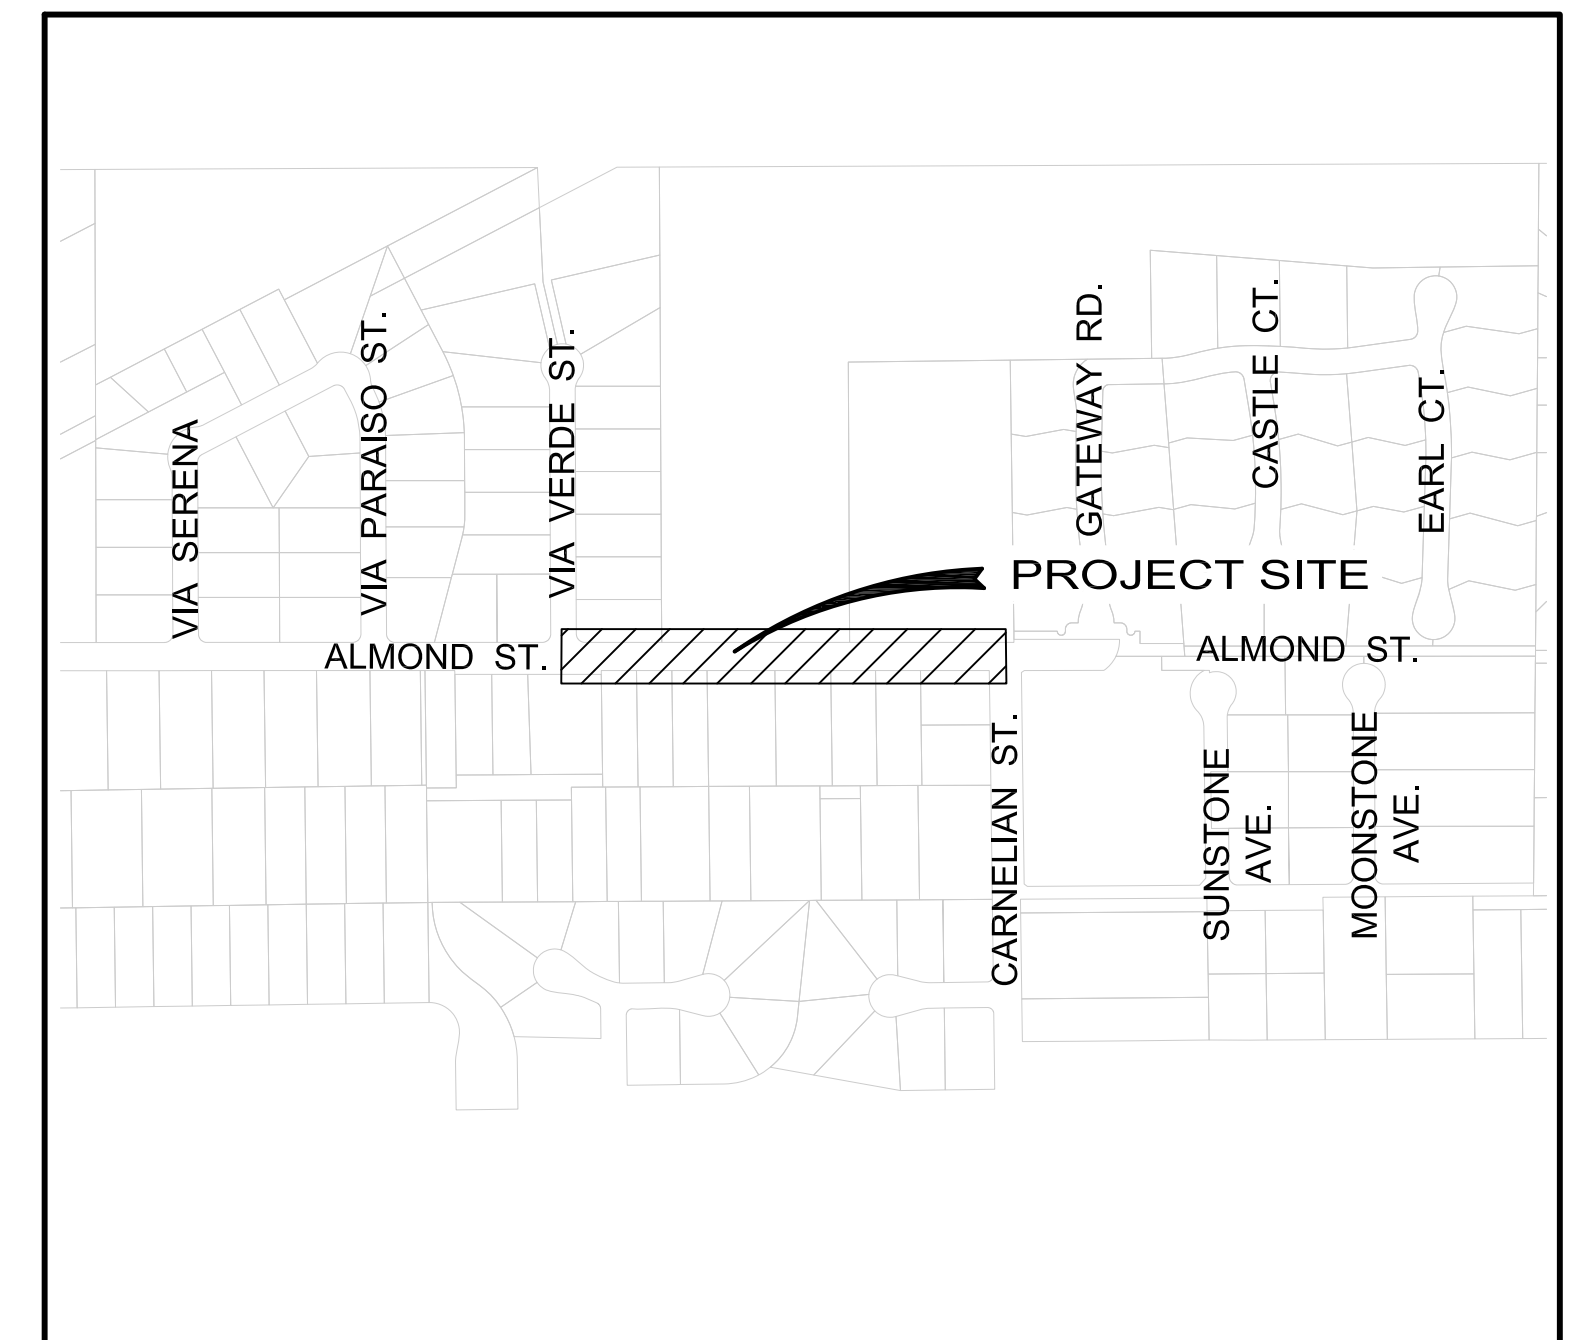 GATEWAY RD.
CASTLE CT.
VIA PARAISO ST.
VIA VERDE ST.
EARL CT.
VIA SERENA
PROJECT SITE
ALMOND ST.
ALMOND ST.
CARNELIAN ST.
SUNSTONE
AVE.
MOONSTONE
AVE.